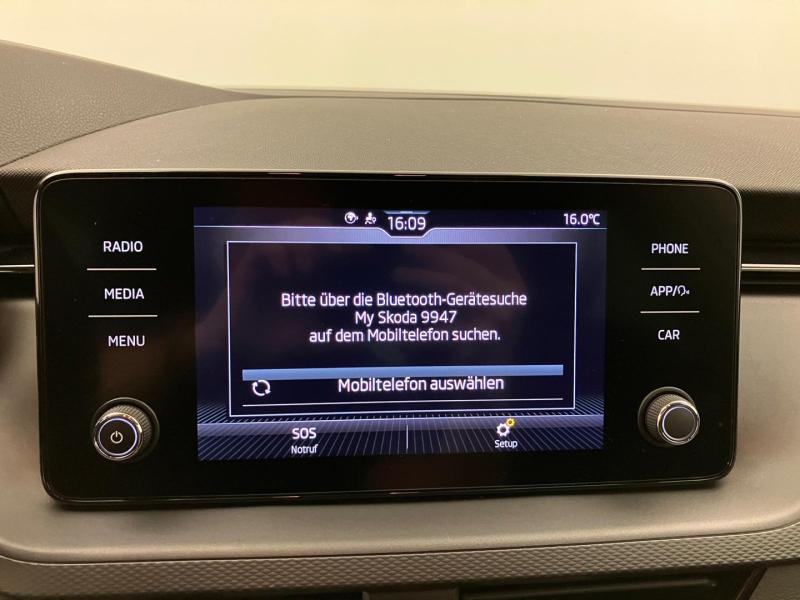 16:09
16.0°C
RADIO
MEDIA
MENU
Bitte über die Bluetooth-Gerätesuche
My Skoda 9947
auf dem Mobiltelefon suchen.
Mobiltelefon auswählen
SOS
Notruf
Setup
PHONE
APP/
CAR